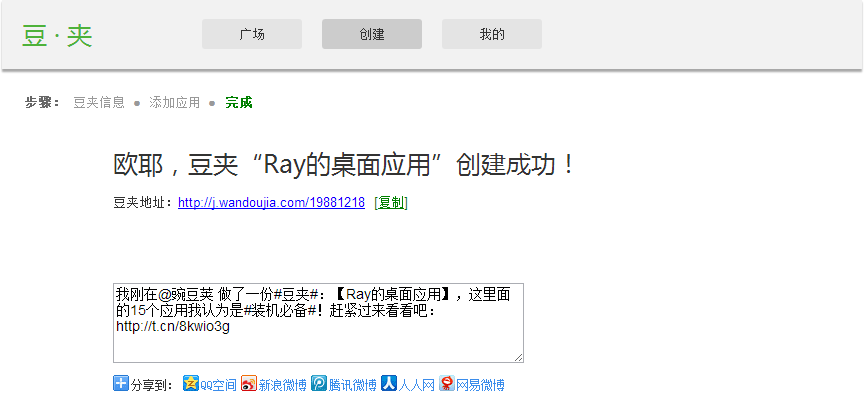 豆·夹
广场
创建
我的
步骤： 豆夹信息 ● 添加应用 ● 完成
欧耶，豆夹“Ray的桌面应用”创建成功！
豆夹地址：http://j.wandoujia.com/19881218 [复制]
我刚在@豌豆荚 做了一份#豆夹#：【Ray的桌面应用】，这里面
的15个应用我认为是#装机必备#！赶紧过来看看吧：
http://t.cn/8kwio3g
分享到： QQ空间 新浪微博 腾讯微博 人人网 网易微博